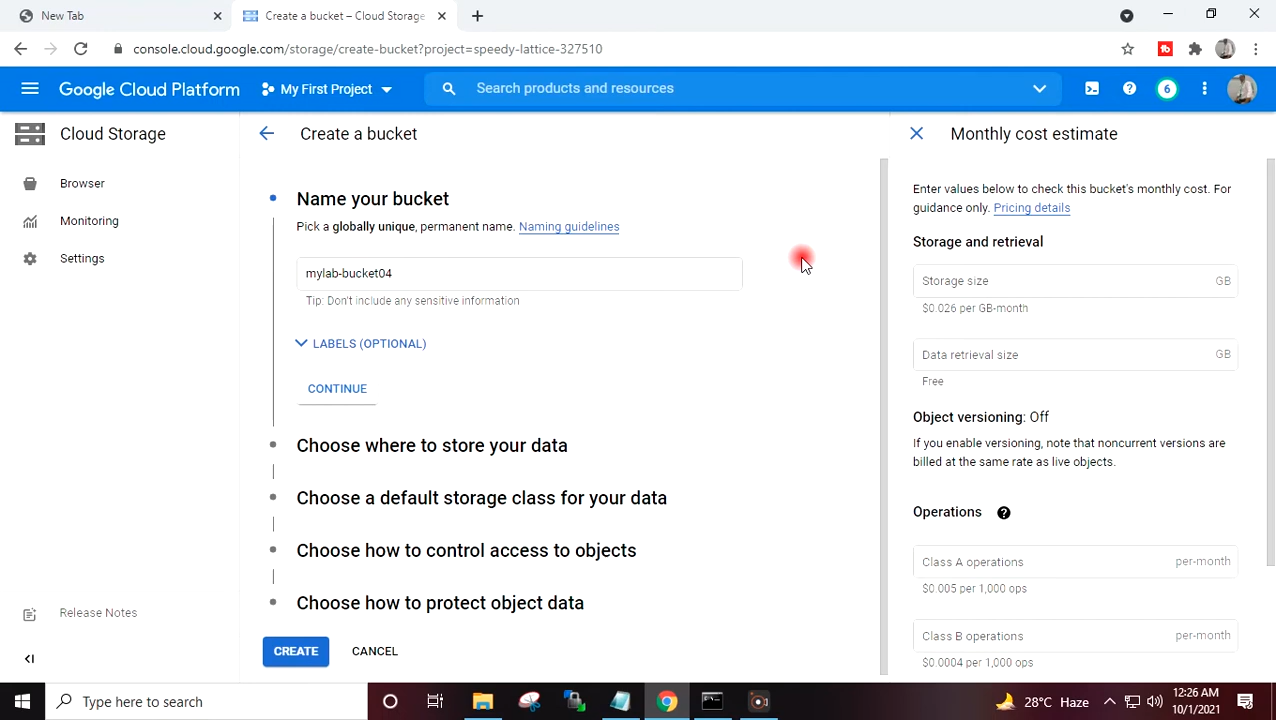 New Tab
Create a bucket – Cloud Storage
console.cloud.google.com/storage/create-bucket?project=speedy-lattice-327510
Google Cloud Platform
My First Project
Search products and resources
6
Cloud Storage
Create a bucket
Monthly cost estimate
Browser
Monitoring
Settings
Release Notes
Name your bucket
Pick a globally unique, permanent name. Naming guidelines
mylab-bucket04
Tip: Don't include any sensitive information
LABELS (OPTIONAL)
CONTINUE
Choose where to store your data
Choose a default storage class for your data
Choose how to control access to objects
Choose how to protect object data
CREATE
CANCEL
Enter values below to check this bucket's monthly cost. For
guidance only. Pricing details
Storage and retrieval
Storage size GB
$0.026 per GB-month
Data retrieval size GB
Free
Object versioning: Off
If you enable versioning, note that noncurrent versions are
billed at the same rate as live objects.
Operations
Class A operations per-month
$0.005 per 1,000 ops
Class B operations per-month
$0.0004 per 1,000 ops
Type here to search
28°C Haze
12:26 AM
10/1/2021